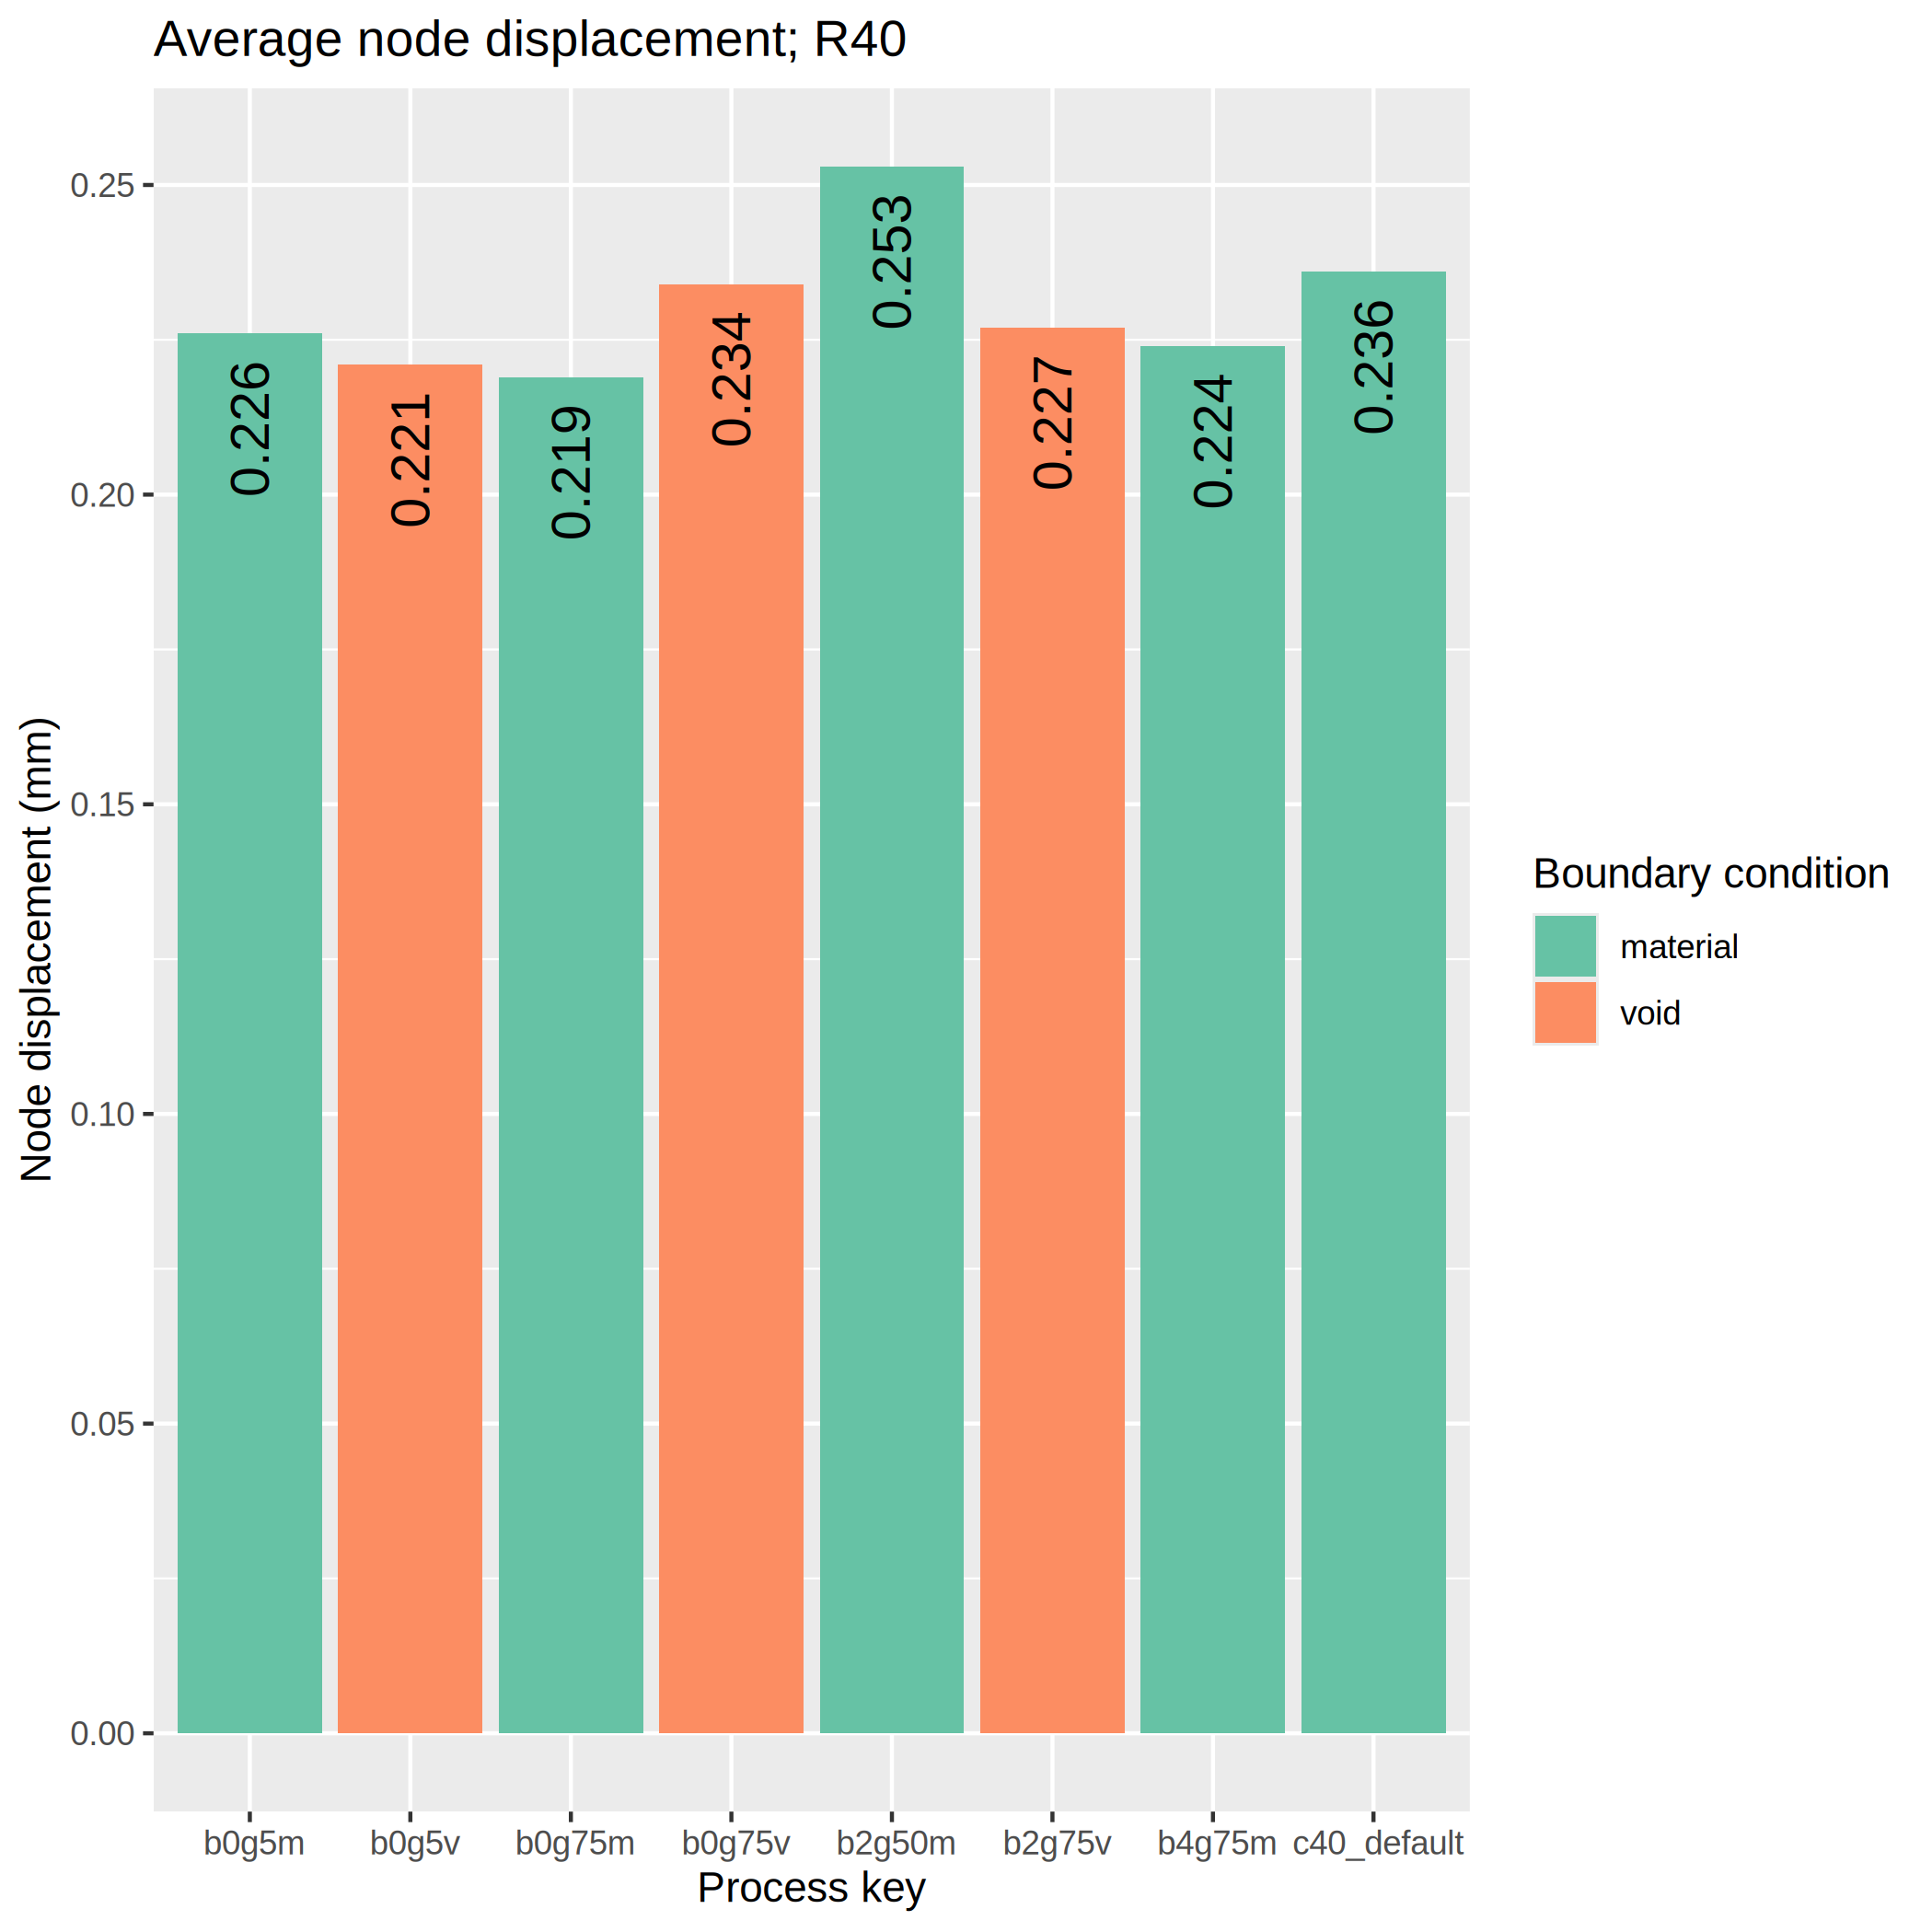 Average node displacement; R40
Node displacement (mm)
0.25
0.20
0.15
0.10
0.05
0.00
0.226
0.221
0.219
0.234
0.253
0.227
0.224
0.236
b0g5m b0g5v b0g75m b0g75v b2g50m b2g75v b4g75m c40_default
Process key
Boundary condition
material
void